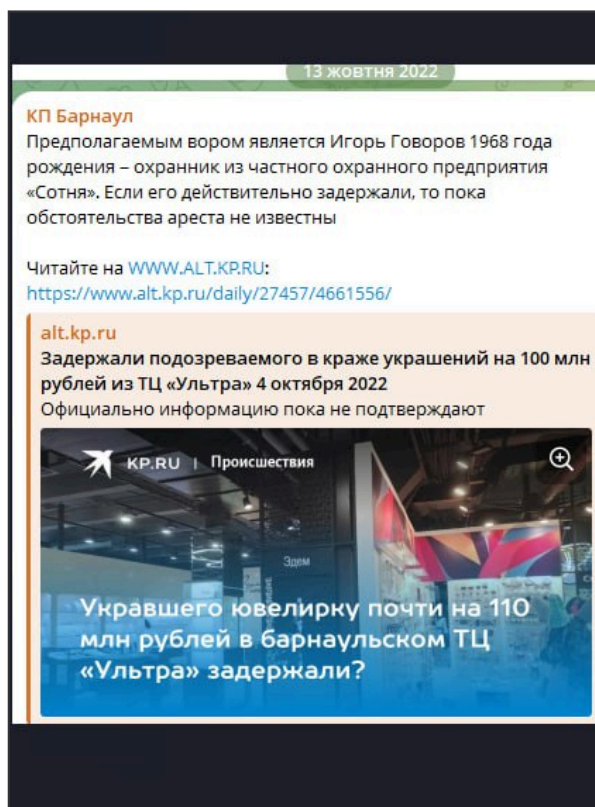 13 жовтня 2022
КП Барнаул
Предполагаемым вором является Игорь Говоров 1968 года
рождения – охранник из частного охранного предприятия
«Сотня». Если его действительно задержали, то пока
обстоятельства ареста не известны
Читайте на WWW.ALT.KP.RU:
https://www.alt.kp.ru/daily/27457/4661556/
alt.kp.ru
Задержали подозреваемого в краже украшений на 100 млн
рублей из ТЦ «Ультра» 4 октября 2022
Официально информацию пока не подтверждают
KP.RU | Происшествия
Эдем
Укравшего ювелирку почти на 110
млн рублей в барнаульском ТЦ
«Ультра» задержали?